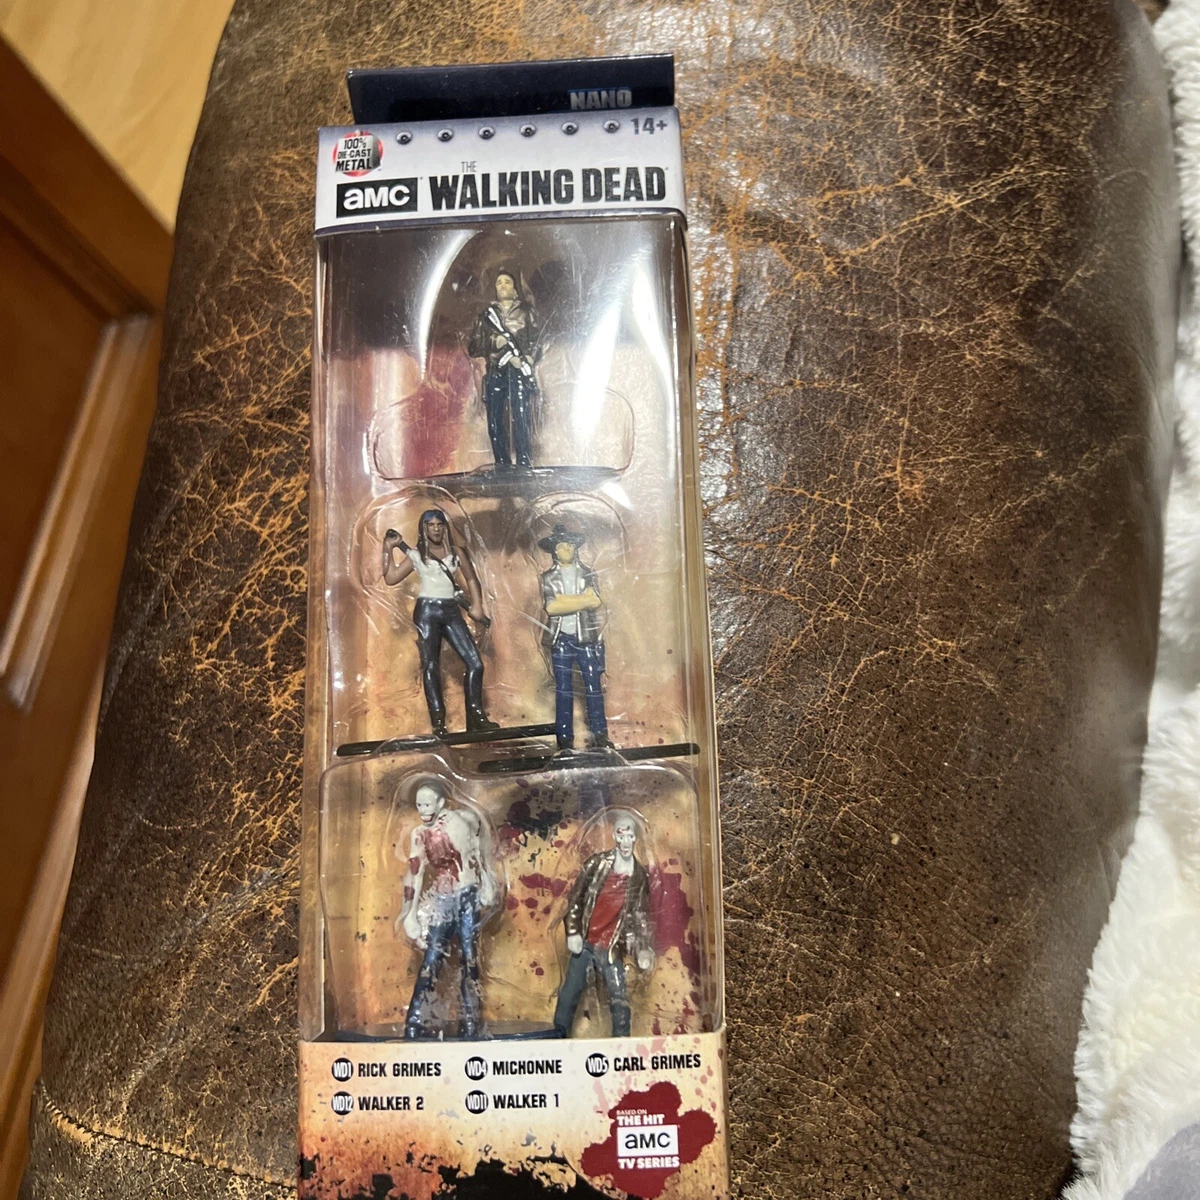 NANO
14+
100%
DIE-CAST
METAL
THE
aMC WALKING DEAD
WD1 RICK GRIMES WD4 MICHONNE WD5 CARL GRIMES
WD12 WALKER 2 WD11 WALKER 1
BASED ON
THE HIT
aMC
TV SERIES